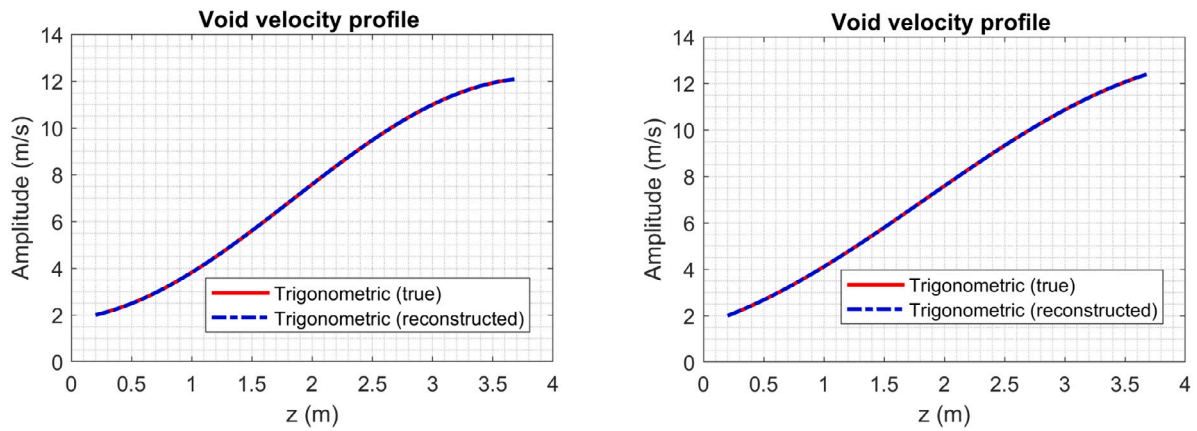 Void velocity profile
14
12
10
8
6
4
2
0
Amplitude (m/s)
Trigonometric (true)
Trigonometric (reconstructed)
0 0.5 1 1.5 2 2.5 3 3.5 4
z (m)
Void velocity profile
14
12
10
8
6
4
2
0
Amplitude (m/s)
Trigonometric (true)
Trigonometric (reconstructed)
0 0.5 1 1.5 2 2.5 3 3.5 4
z (m)